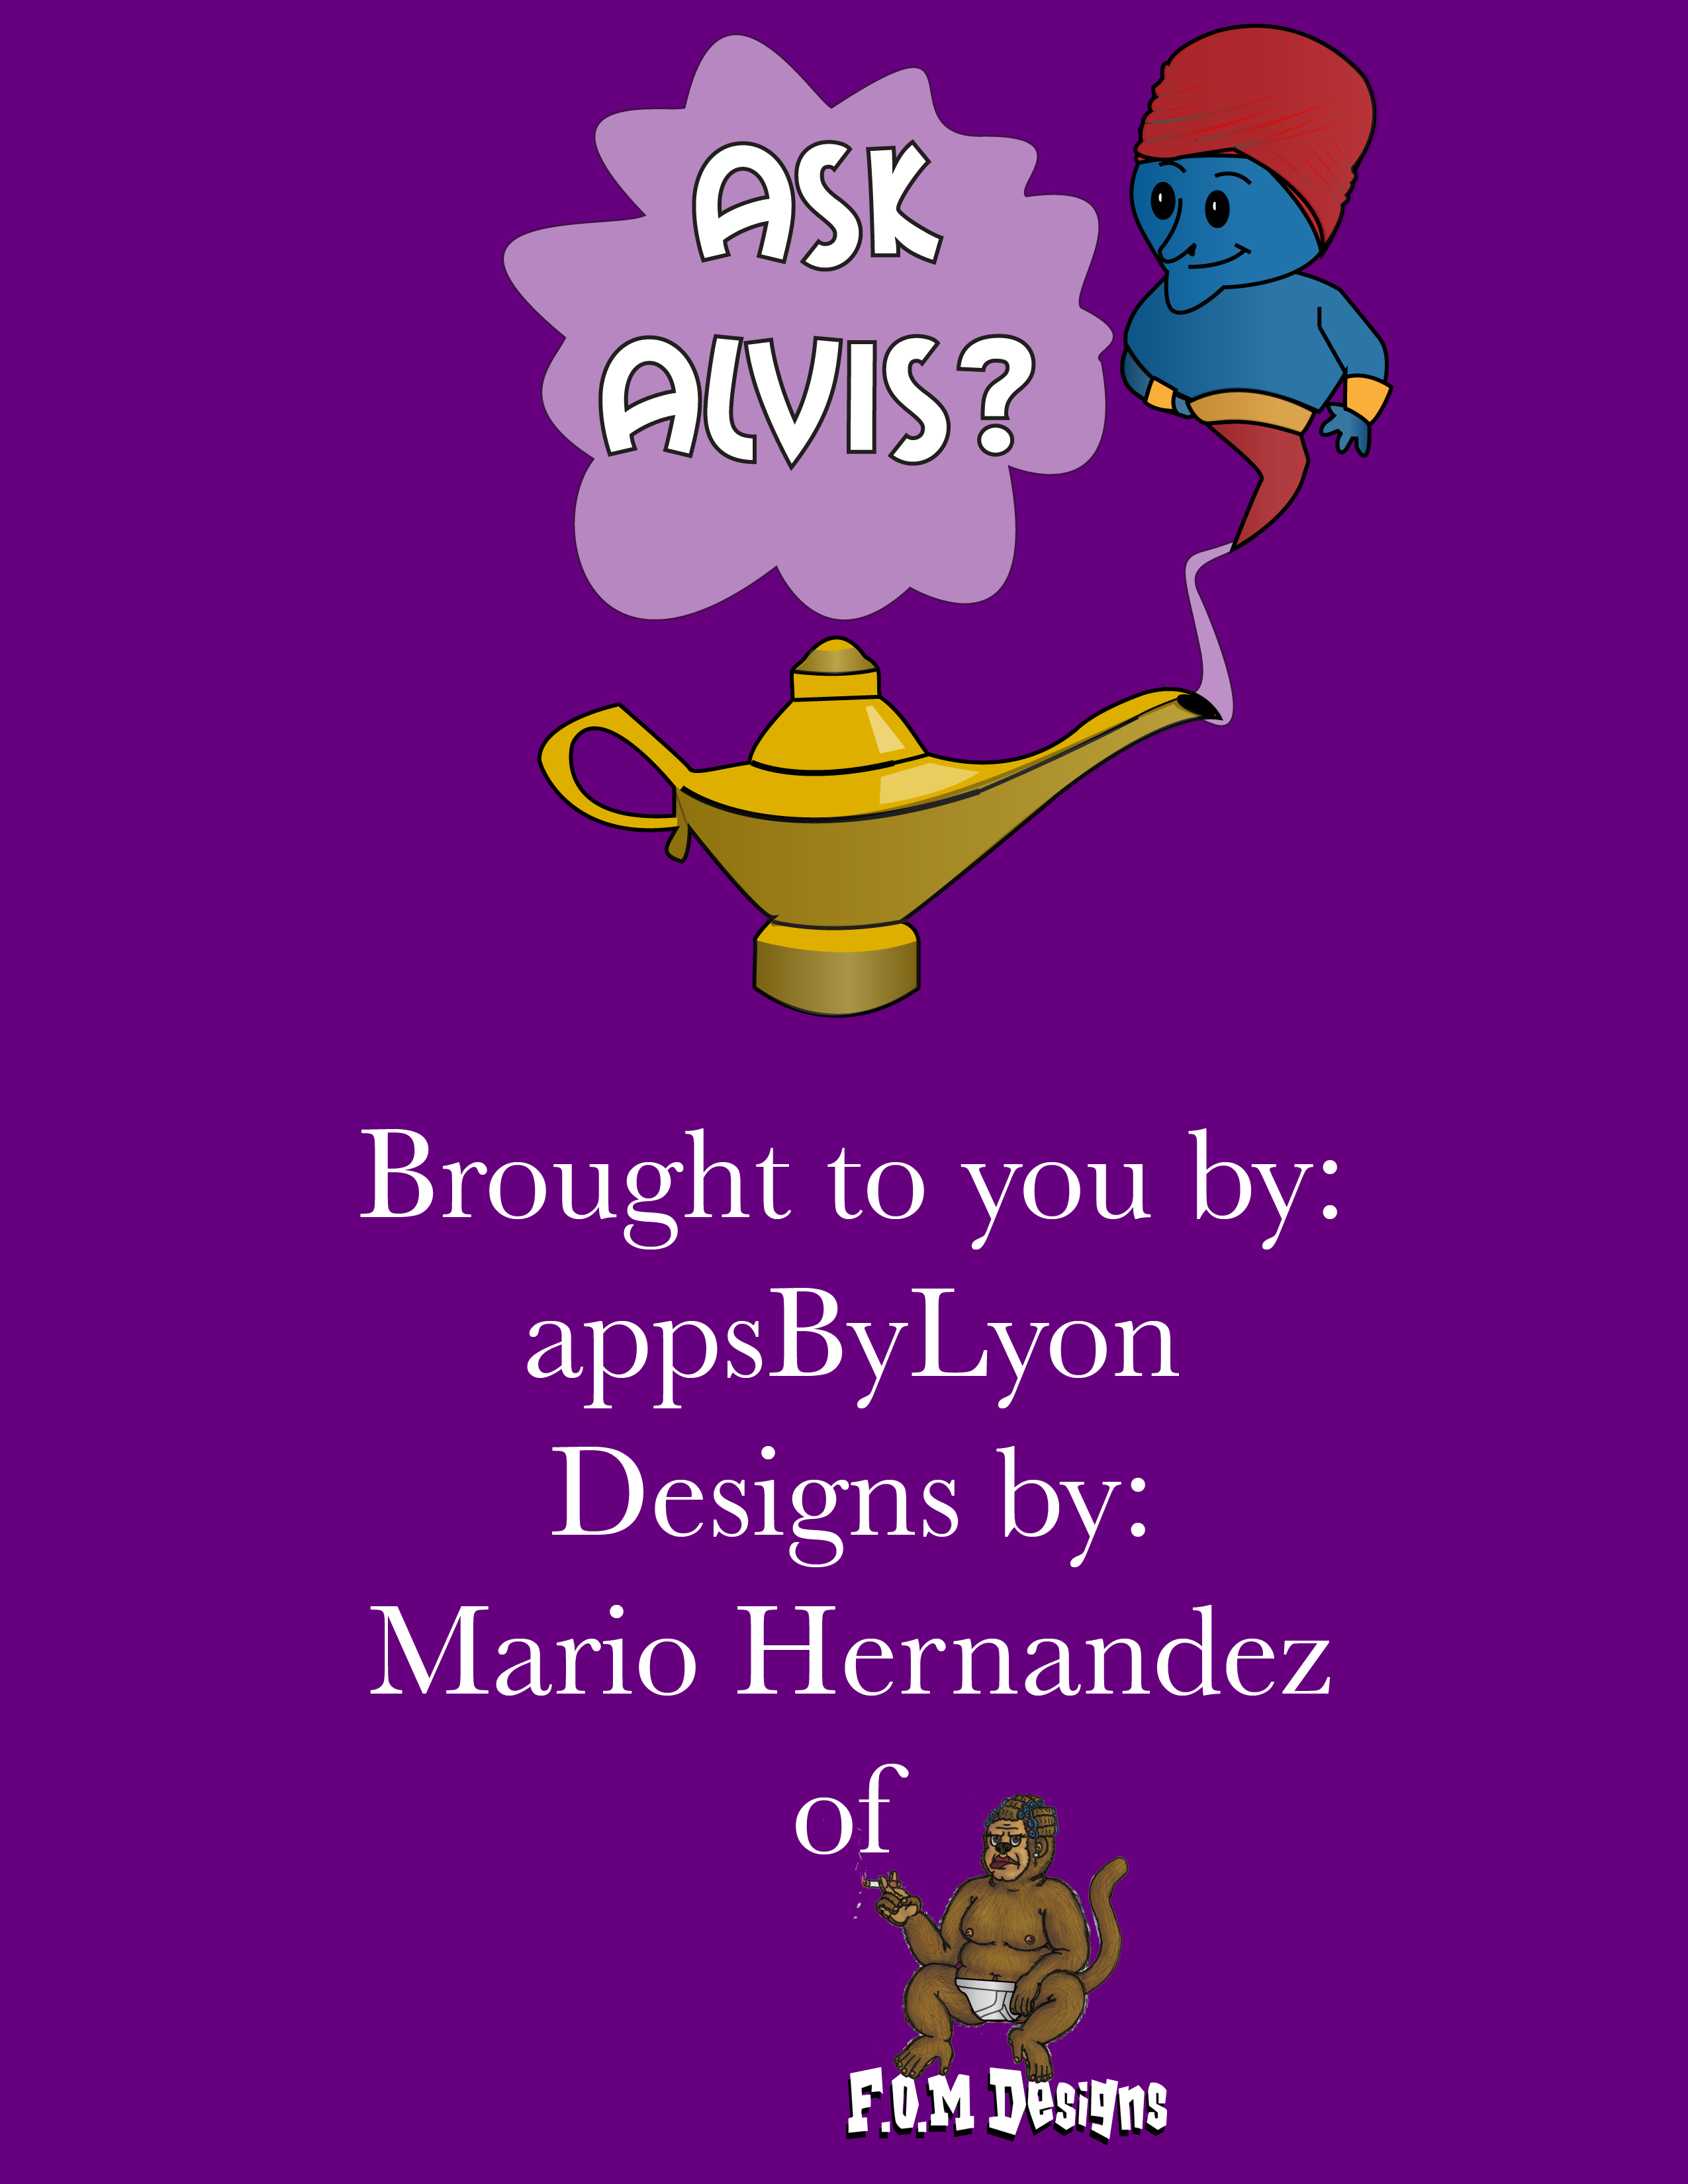 ASK
ALVIS?
Brought to you by:
appsByLyon
Designs by:
Mario Hernandez
of
F.O.M Designs